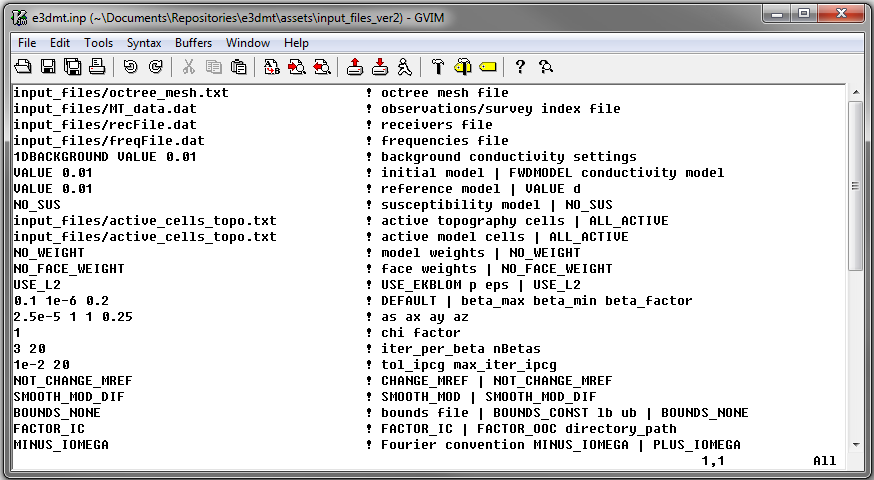 e3dmt.inp (~\Documents\Repositories\e3dmt\assets\input_files_ver2) - GVIM
File Edit Tools Syntax Buffers Window Help
input_files/octree_mesh.txt ! octree mesh file
input_files/MT_data.dat ! observations/survey index file
input_files/recFile.dat ! receivers file
input_files/freqFile.dat ! frequencies file
1DBACKGROUND VALUE 0.01 ! background conductivity settings
VALUE 0.01 ! initial model | FWDMODEL conductivity model
VALUE 0.01 ! reference model | VALUE d
NO_SUS ! susceptibility model | NO_SUS
input_files/active_cells_topo.txt ! active topography cells | ALL_ACTIVE
input_files/active_cells_topo.txt ! active model cells | ALL_ACTIVE
NO_WEIGHT ! model weights | NO_WEIGHT
NO_FACE_WEIGHT ! face weights | NO_FACE_WEIGHT
USE_L2 ! USE_EKBLOM p eps | USE_L2
0.1 1e-6 0.2 ! DEFAULT | beta_max beta_min beta_factor
2.5e-5 1 1 0.25 ! as ax ay az
1 ! chi factor
3 20 ! iter_per_beta nBetas
1e-2 20 ! tol_ipcg max_iter_ipcg
NOT_CHANGE_MREF ! CHANGE_MREF | NOT_CHANGE_MREF
SMOOTH_MOD_DIF ! SMOOTH_MOD | SMOOTH_MOD_DIF
BOUNDS_NONE ! bounds file | BOUNDS_CONST lb ub | BOUNDS_NONE
FACTOR_IC ! FACTOR_IC | FACTOR_OOC directory_path
MINUS_IOMEGA ! Fourier convention MINUS_IOMEGA | PLUS_IOMEGA
1,1 All